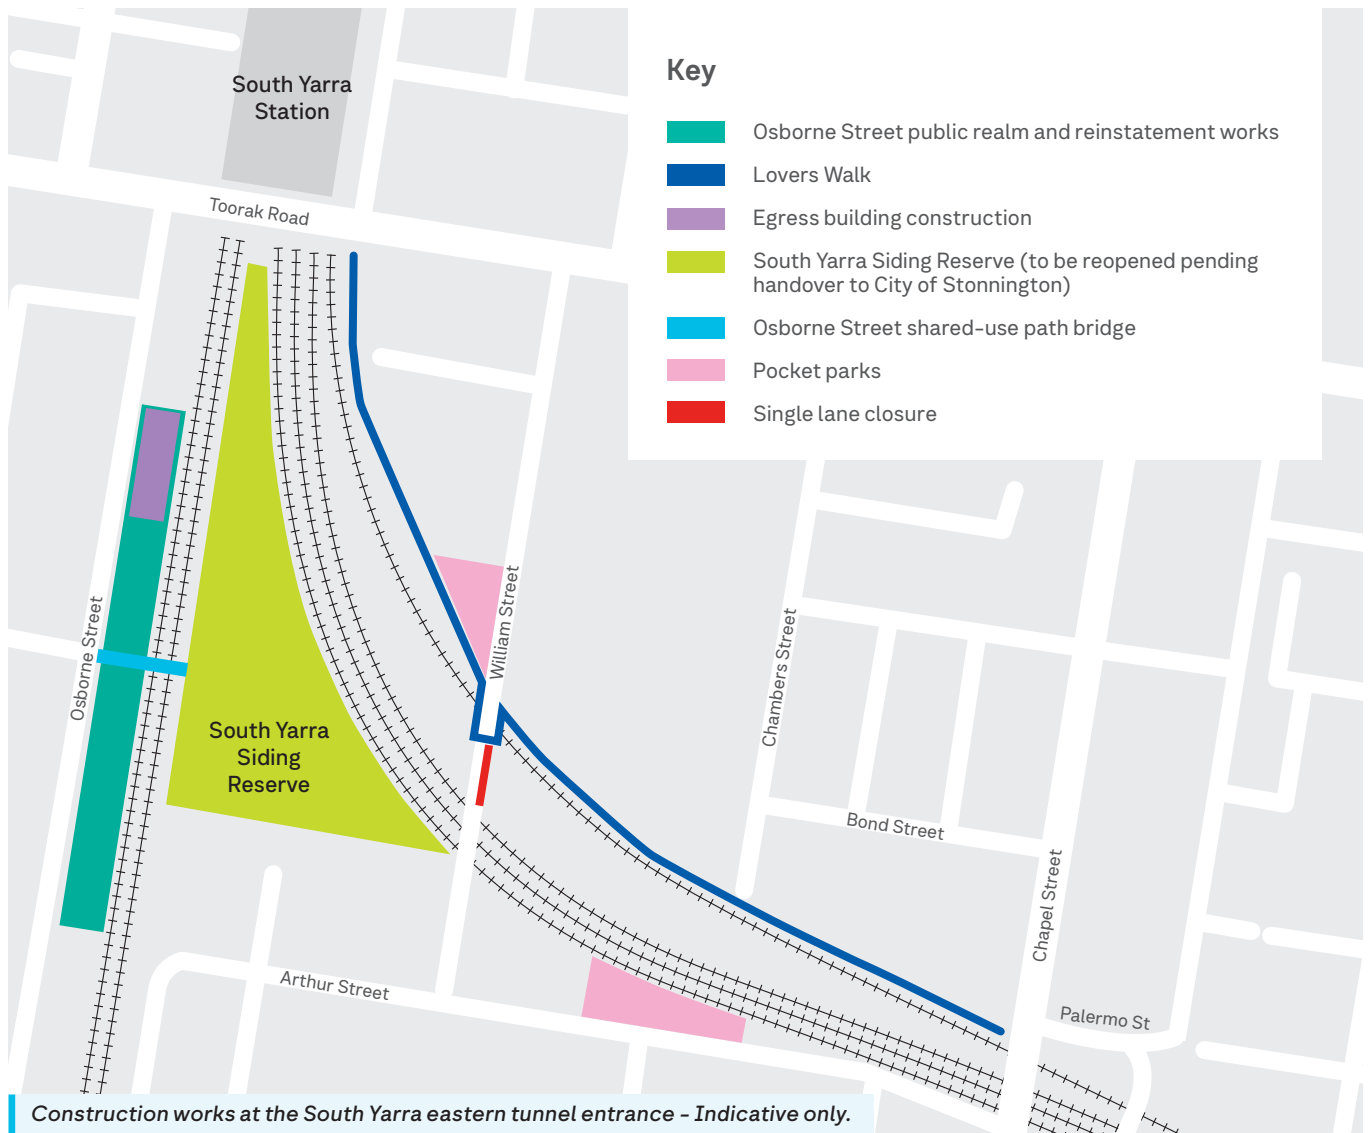 South Yarra
Station
Toorak Road
Key
Osborne Street public realm and reinstatement works
Lovers Walk
Egress building construction
South Yarra Siding Reserve (to be reopened pending
handover to City of Stonnington)
Osborne Street shared-use path bridge
Pocket parks
Single lane closure
Osborne Street
William Street
Chambers Street
South Yarra
Siding
Reserve
Bond Street
Chapel Street
Arthur Street
Palermo St
Construction works at the South Yarra eastern tunnel entrance - Indicative only.